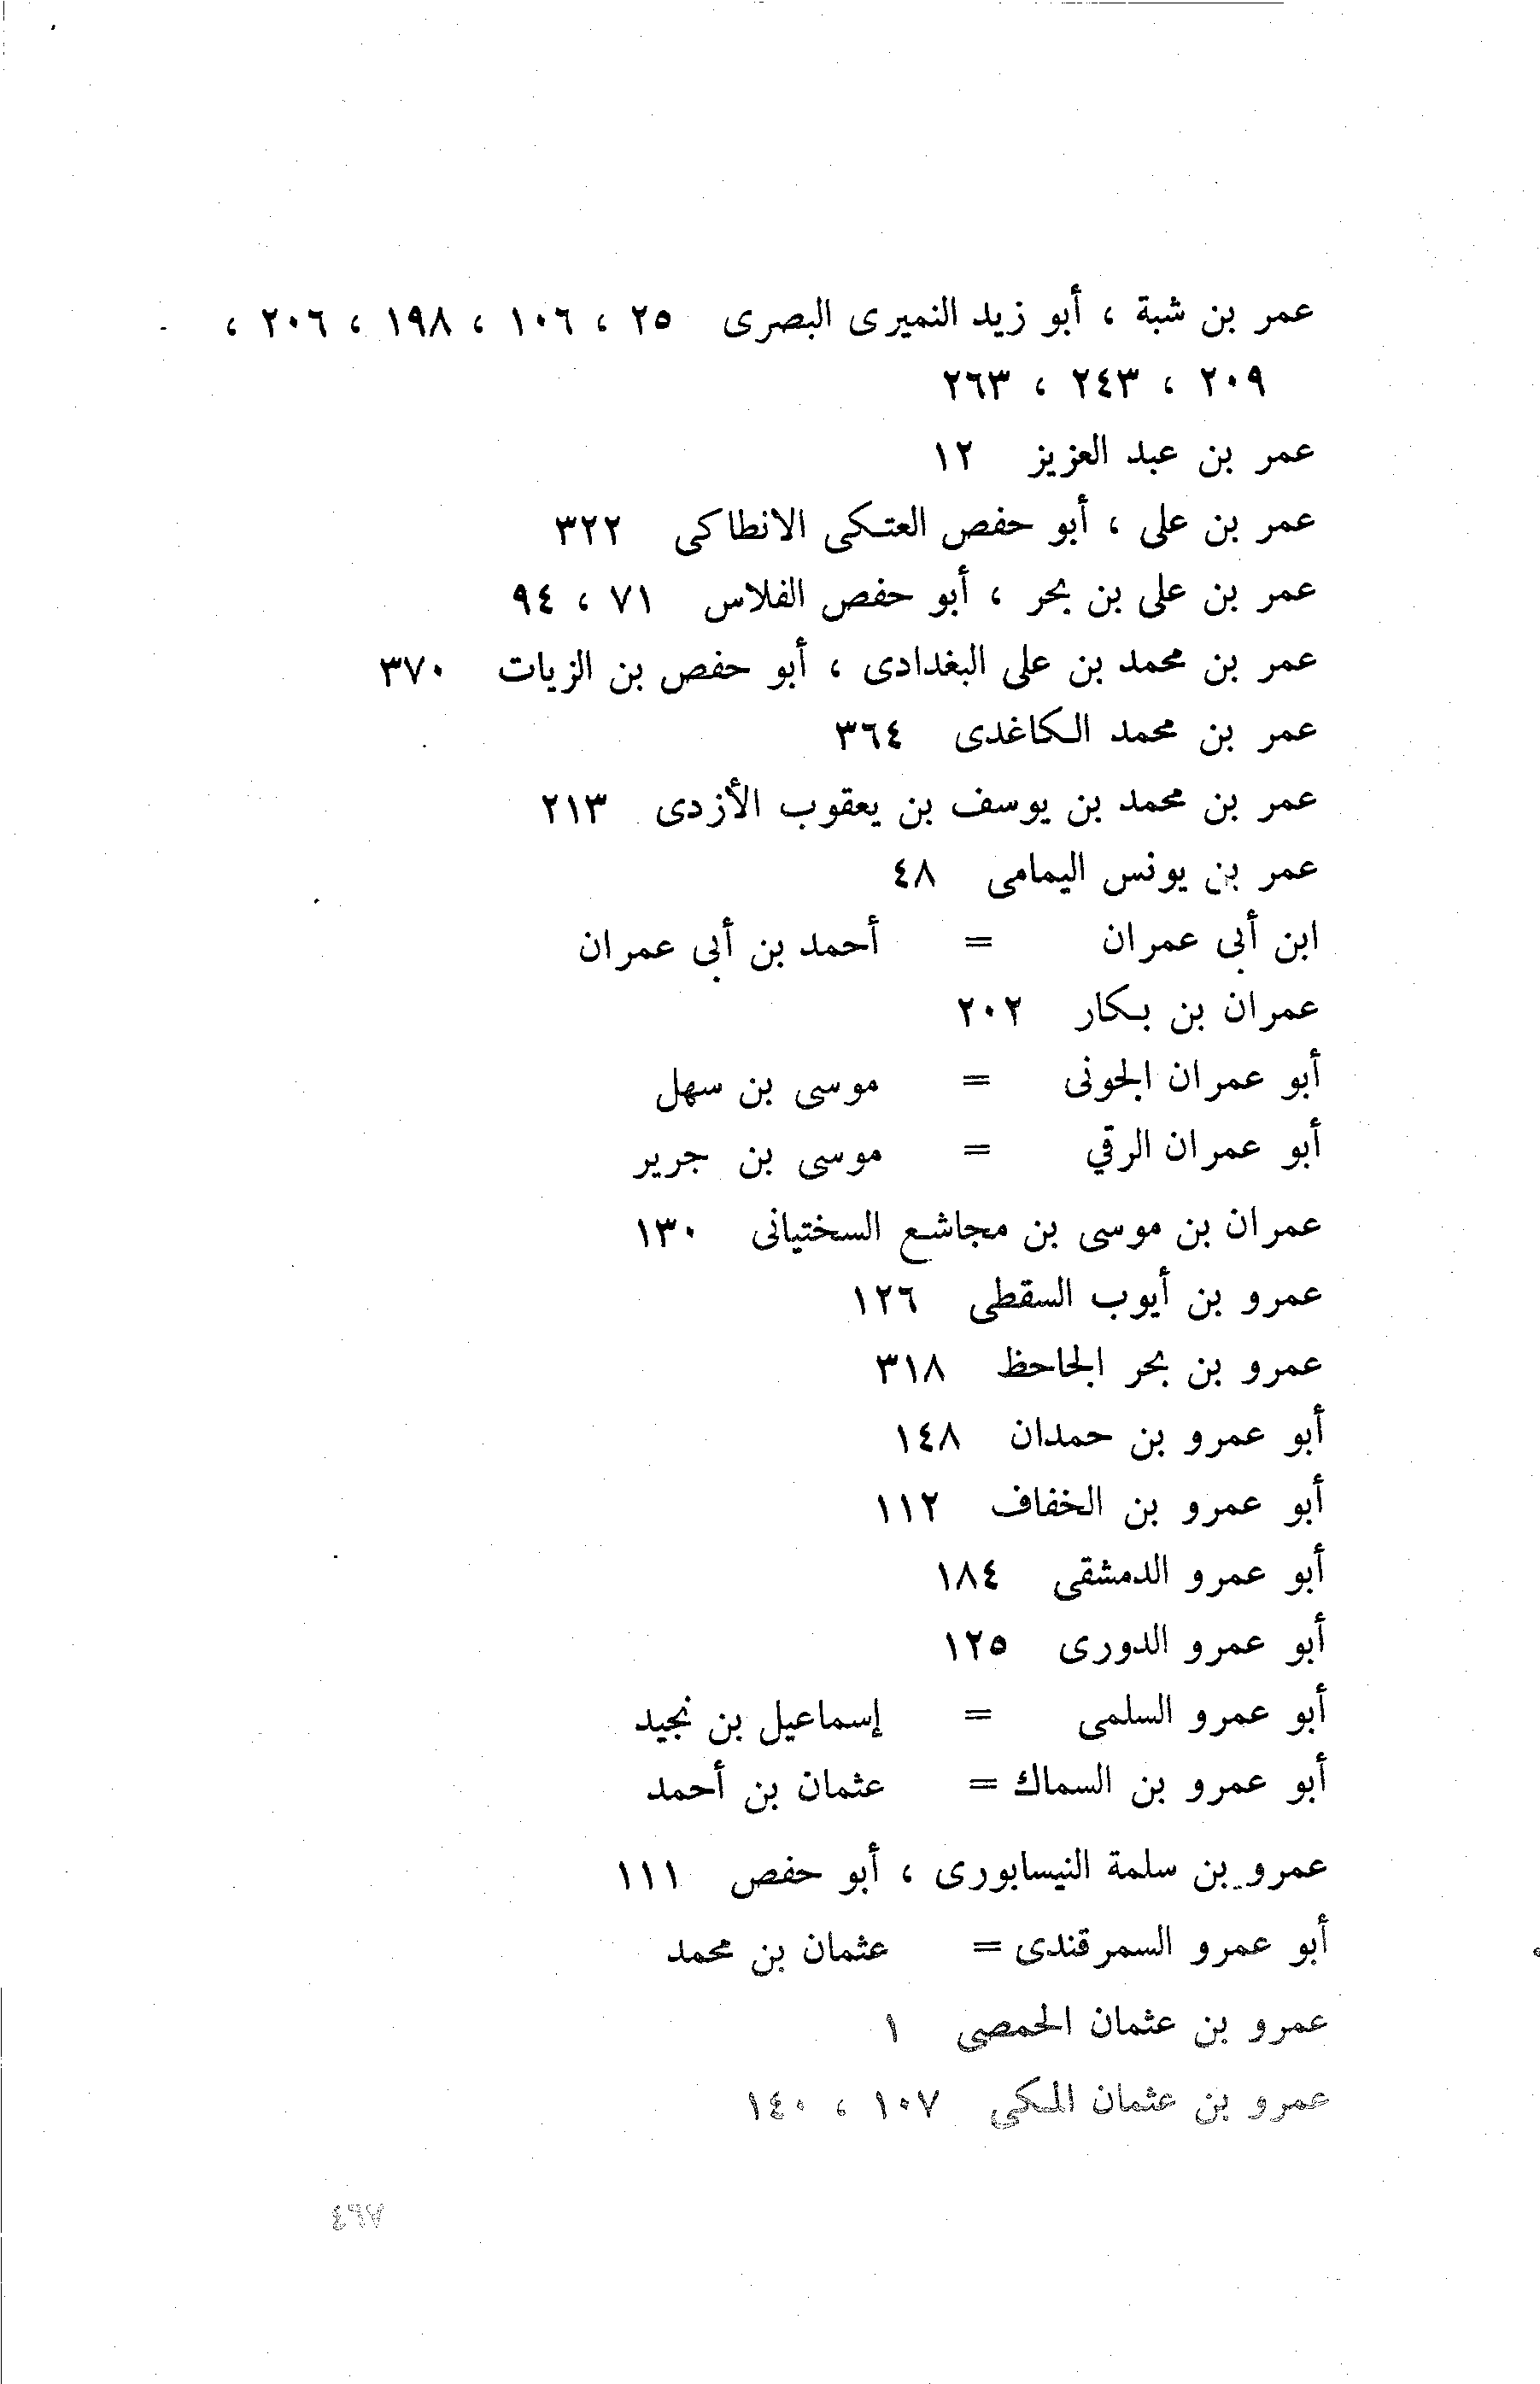 عمر بن شبة ، أبو زيد النميرى البصرى ٢٥ ، ١٠٦ ، ١٩٨ ، ٢٠٦ ،
٢٠٩ ، ٢٤٣ ، ٢٦٣
عمر بن عبد العزيز ١٢
عمر بن على ، أبو حفص العتكى الانطاكى ٣٢٢
عمر بن على بن بحر ، أبو حفص الفلاس ٧١ ، ٩٤
عمر بن محمد بن على البغدادى ، أبو حفص بن الزيات ٣٧٠
عمر بن محمد الكاغدى ٣٦٤
عمر بن محمد بن يوسف بن يعقوب الأزدى ٢١٣
عمر بن يونس اليمامى ٤٨
ابن أبى عمران = أحمد بن أبى عمران
عمران بن بكار ٢٠٢
أبو عمران الجونى = موسى بن سهل
أبو عمران الرقي = موسى بن جرير
عمران بن موسى بن مجاشع السختيانى ١٣٠
عمرو بن أيوب السقطى ١٢٦
عمرو بن بحر الجاحظ ٣١٨
أبو عمرو بن حمدان ١٤٨
أبو عمرو بن الخفاف ١١٢
أبو عمرو الدمشقى ١٨٤
أبو عمرو الدورى ١٢٥
أبو عمرو السلمى = إسماعيل بن نجيد
أبو عمرو بن السماك = عثمان بن أحمد
عمرو بن سلمة النيسابورى ، أبو حفص ١١١
أبو عمرو السمرقندى = عثمان بن محمد
عمرو بن عثمان الحمصى ١
عمرو بن عثمان المكى ١٠٧ ، ١٤٠
٤٦٧